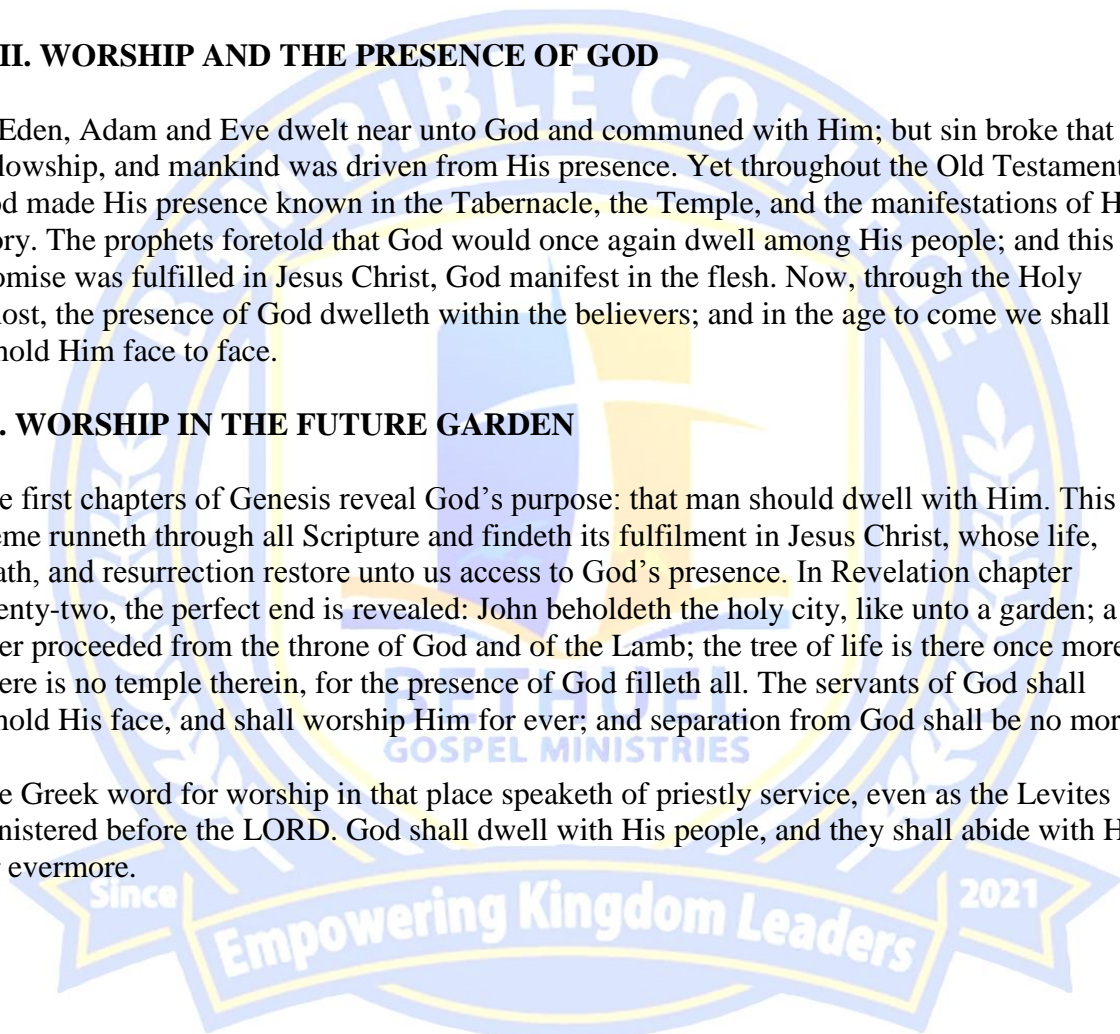 II. WORSHIP AND THE PRESENCE OF GOD
Eden, Adam and Eve dwelt near unto God and communed with Him; but sin broke that
lowship, and mankind was driven from His presence. Yet throughout the Old Testament
od made His presence known in the Tabernacle, the Temple, and the manifestations of H
ory. The prophets foretold that God would once again dwell among His people; and this
omise was fulfilled in Jesus Christ, God manifest in the flesh. Now, through the Holy
host, the presence of God dwelleth within the believers; and in the age to come we shall
hold Him face to face.
. WORSHIP IN THE FUTURE GARDEN
e first chapters of Genesis reveal God’s purpose: that man should dwell with Him. This
eme runneth through all Scripture and findeth its fulfilment in Jesus Christ, whose life,
ath, and resurrection restore unto us access to God’s presence. In Revelation chapter
enty-two, the perfect end is revealed: John beholdeth the holy city, like unto a garden; a
er proceeded from the throne of God and of the Lamb; the tree of life is there once more
ere is no temple therein, for the presence of God filleth all. The servants of God shall
hold His face, and shall worship Him for ever; and separation from God shall be no mor
e Greek word for worship in that place speaketh of priestly service, even as the Levites
nistered before the LORD. God shall dwell with His people, and they shall abide with H
evermore.
BGM BIBLE COLLEGE
BETHUEL
GOSPEL MINISTRIES
Since
2021
Empowering Kingdom Leaders